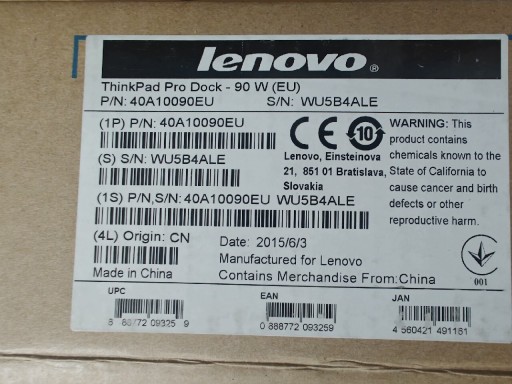 lenovo®
ThinkPad Pro Dock - 90 W (EU)
P/N: 40A10090EU S/N: WU5B4ALE
(1P) P/N: 40A10090EU
(S) S/N: WU5B4ALE
(1S) P/N,S/N: 40A10090EU WU5B4ALE
(4L) Origin: CN
Made in China
CE 10
Lenovo, Einsteinova
21, 851 01 Bratislava,
Slovakia
WARNING: This
product contains
chemicals known to the
State of California to
cause cancer and birth
defects or other
reproductive harm.
Date: 2015/6/3
Manufactured for Lenovo
Contains Merchandise From:China
001
UPC
8 88772 09325 9
EAN
0 888772 093259
JAN
4 560421 491161